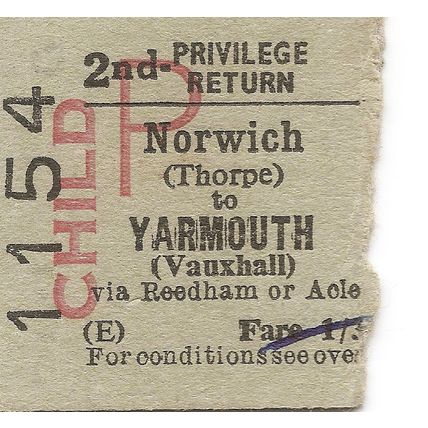 2nd- PRIVILEGE
RETURN
P
CHILD
1154
Norwich
(Thorpe)
to
YARMOUTH
(Vauxhall)
via Reedham or Acle
(E) Fare 1/3
For conditions see over